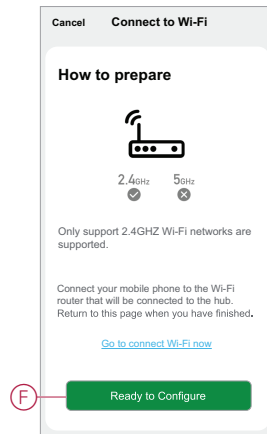 Cancel Connect to Wi-Fi
How to prepare
2.4GHz 5GHz
Only support 2.4GHZ Wi-Fi networks are
supported.
Connect your mobile phone to the Wi-Fi
router that will be connected to the hub.
Return to this page when you have finished.
Go to connect Wi-Fi now
F Ready to Configure